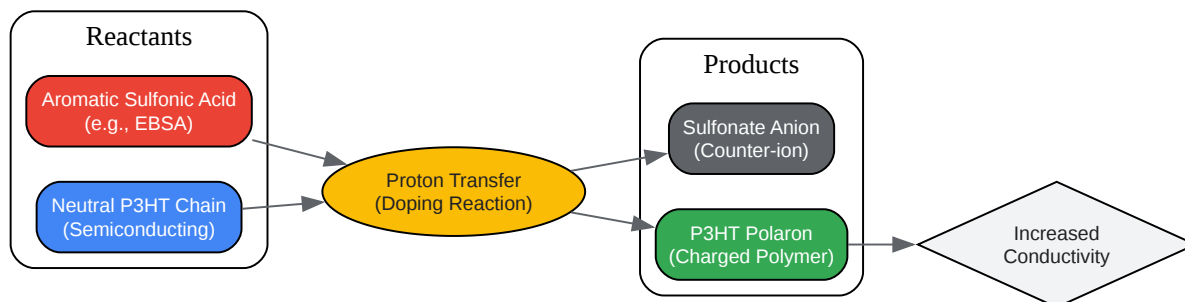 Reactants
Aromatic Sulfonic Acid
(e.g., EBSA)
Neutral P3HT Chain
(Semiconducting)
Proton Transfer
(Doping Reaction)
Products
Sulfonate Anion
(Counter-ion)
P3HT Polaron
(Charged Polymer)
Increased
Conductivity